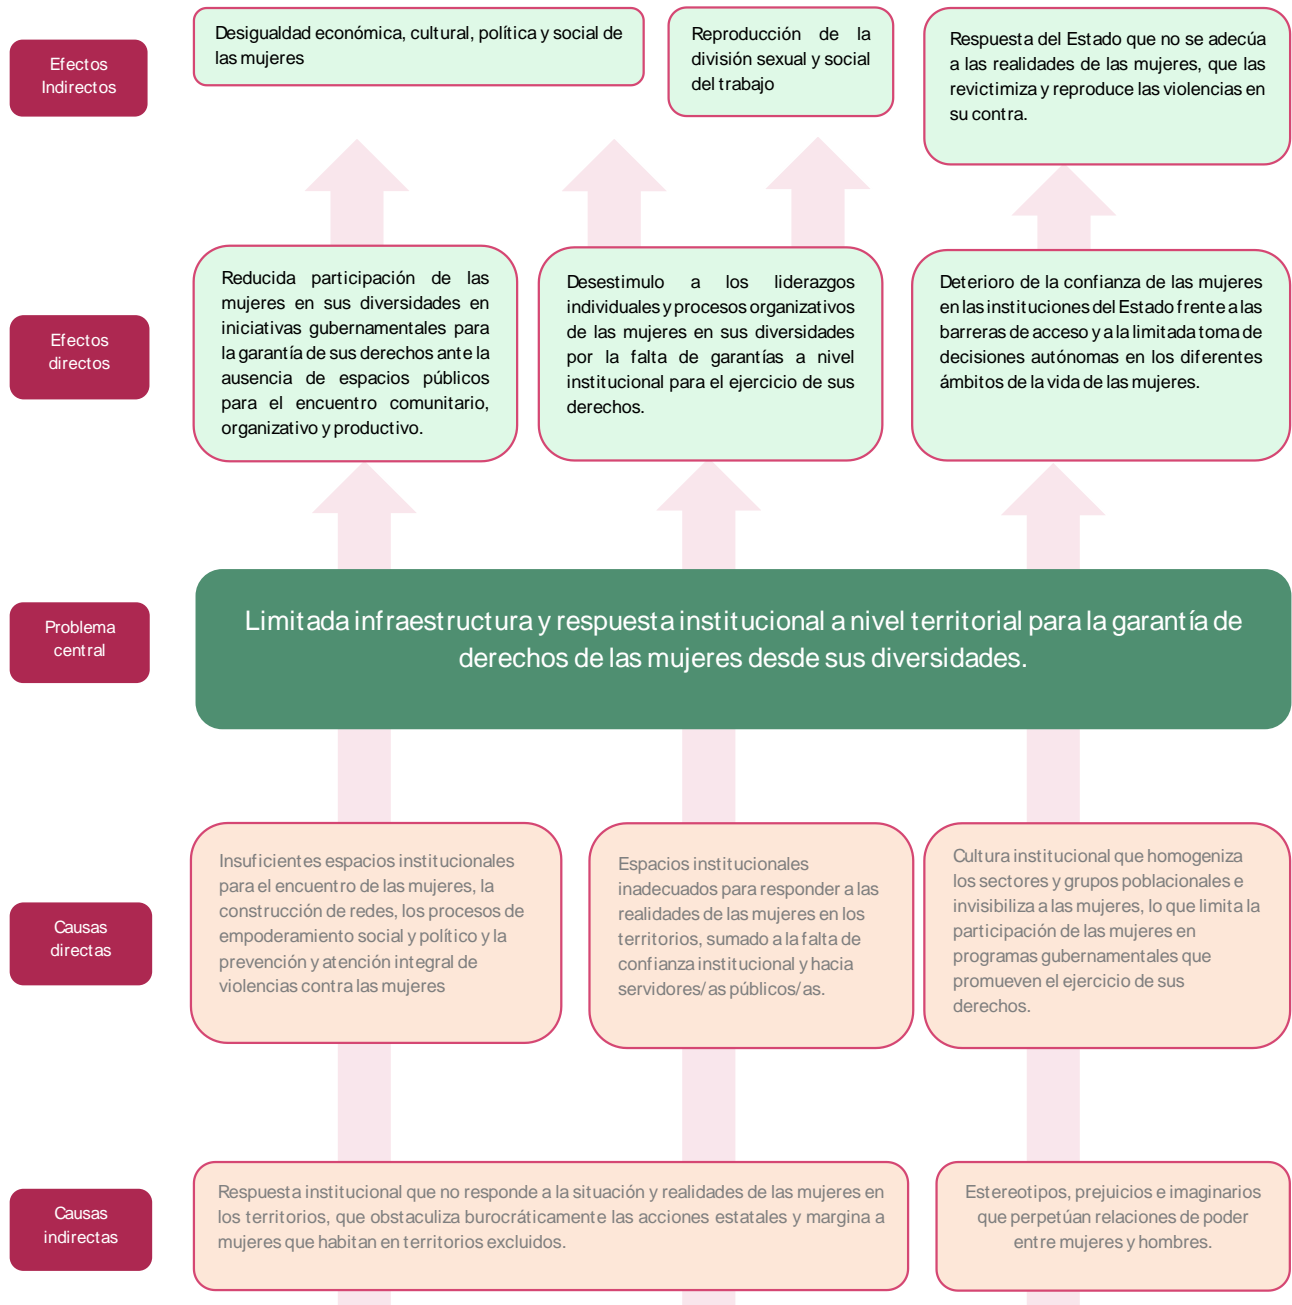 Efectos
Indirectos
Desigualdad económica, cultural, política y social de
las mujeres
Reproducción de la
división sexual y social
del trabajo
Respuesta del Estado que no se adecúa
a las realidades de las mujeres, que las
revictimiza y reproduce las violencias en
su contra.
Efectos
directos
Reducida participación de las
mujeres en sus diversidades en
iniciativas gubernamentales para
la garantía de sus derechos ante la
ausencia de espacios públicos
para el encuentro comunitario,
organizativo y productivo.
Desestimulo a los liderazgos
individuales y procesos organizativos
de las mujeres en sus diversidades
por la falta de garantías a nivel
institucional para el ejercicio de sus
derechos.
Deterioro de la confianza de las mujeres
en las instituciones del Estado frente a las
barreras de acceso y a la limitada toma de
decisiones autónomas en los diferentes
ámbitos de la vida de las mujeres.
Problema
central
Limitada infraestructura y respuesta institucional a nivel territorial para la garantía de
derechos de las mujeres desde sus diversidades.
Causas
directas
Insuficientes espacios institucionales
para el encuentro de las mujeres, la
construcción de redes, los procesos de
empoderamiento social y político y la
prevención y atención integral de
violencias contra las mujeres
Espacios institucionales
inadecuados para responder a las
realidades de las mujeres en los
territorios, sumado a la falta de
confianza institucional y hacia
servidores/as públicos/as.
Cultura institucional que homogeniza
los sectores y grupos poblacionales e
invisibiliza a las mujeres, lo que limita la
participación de las mujeres en
programas gubernamentales que
promueven el ejercicio de sus
derechos.
Causas
indirectas
Respuesta institucional que no responde a la situación y realidades de las mujeres en
los territorios, que obstaculiza burocráticamente las acciones estatales y margina a
mujeres que habitan en territorios excluidos.
Estereotipos, prejuicios e imaginarios
que perpetúan relaciones de poder
entre mujeres y hombres.